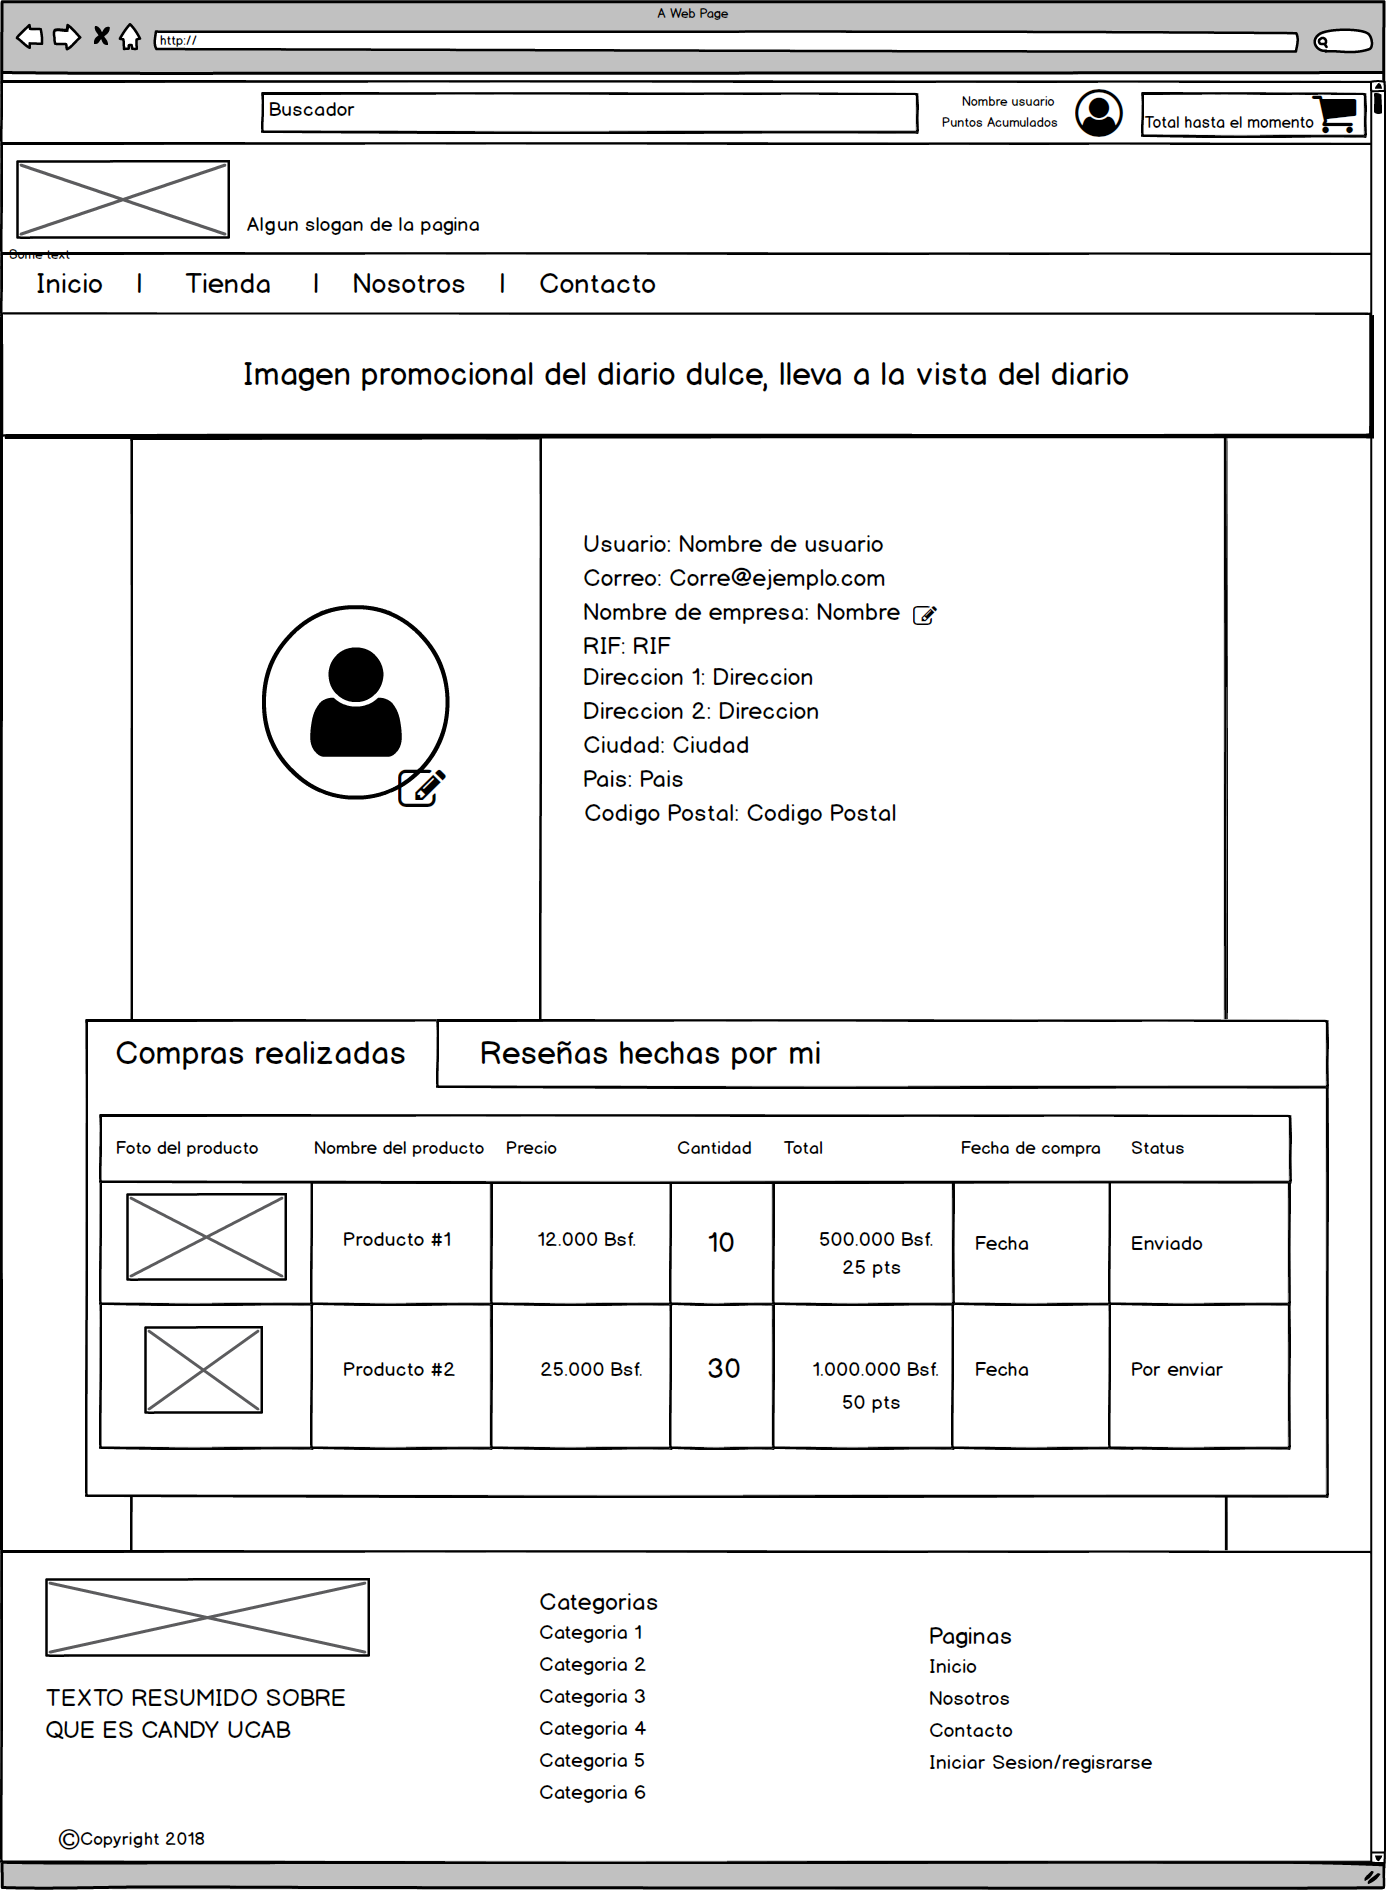 A Web Page
http://
Buscador
Nombre usuario
Puntos Acumulados
Total hasta el momento
Algun slogan de la pagina
Some text
Inicio | Tienda | Nosotros | Contacto
Imagen promocional del diario dulce, lleva a la vista del diario
Usuario: Nombre de usuario
Correo: Corre@ejemplo.com
Nombre de empresa: Nombre
RIF: RIF
Direccion 1: Direccion
Direccion 2: Direccion
Ciudad: Ciudad
Pais: Pais
Codigo Postal: Codigo Postal
Compras realizadas Reseñas hechas por mi
Foto del producto Nombre del producto Precio Cantidad Total Fecha de compra Status
Producto #1 12.000 Bsf. 10 500.000 Bsf. Fecha Enviado
25 pts
Producto #2 25.000 Bsf. 30 1.000.000 Bsf. Fecha Por enviar
50 pts
TEXTO RESUMIDO SOBRE
QUE ES CANDY UCAB
Categorias
Categoria 1
Categoria 2
Categoria 3
Categoria 4
Categoria 5
Categoria 6
Paginas
Inicio
Nosotros
Contacto
Iniciar Sesion/regisrarse
©Copyright 2018